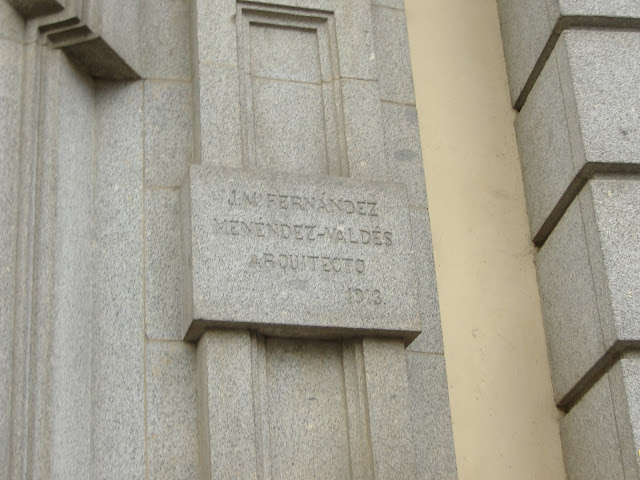 J.Mª FERNÁNDEZ
MENÉNDEZ-VALDÉS
ARQUITECTO
1913